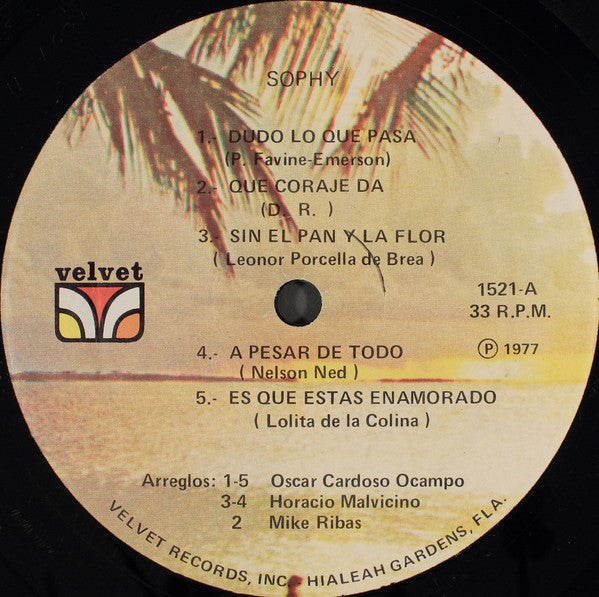 SOPHY
1.- DUDO LO QUE PASA
(P. Favine-Emerson)
2.- QUE CORAJE DA
(D. R. )
3.- SIN EL PAN Y LA FLOR
( Leonor Porcella de Brea )
velvet
1521-A
33 R.P.M.
4.- A PESAR DE TODO
( Nelson Ned )
℗ 1977
5.- ES QUE ESTAS ENAMORADO
( Lolita de la Colina )
Arreglos: 1-5 Oscar Cardoso Ocampo
3-4 Horacio Malvicino
2 Mike Ribas
VELVET RECORDS, INC.- HIALEAH GARDENS, FLA.